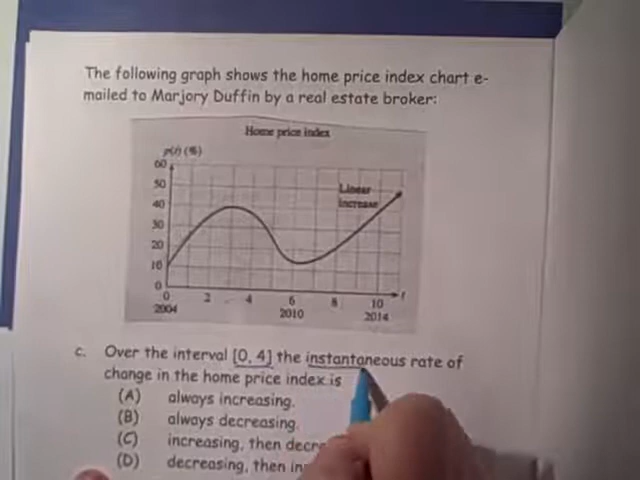 The following graph shows the home price index chart e-
mailed to Marjory Duffin by a real estate broker:
Home price index
p(t) (%)
60
50
40
30
20
10
0
Linear
increase
0 2 4 6 8 10 t
2004 2010 2014
c. Over the interval [0, 4] the instantaneous rate of
change in the home price index is
(A) always increasing.
(B) always decreasing.
(C) increasing, then decre
(D) decreasing, then in